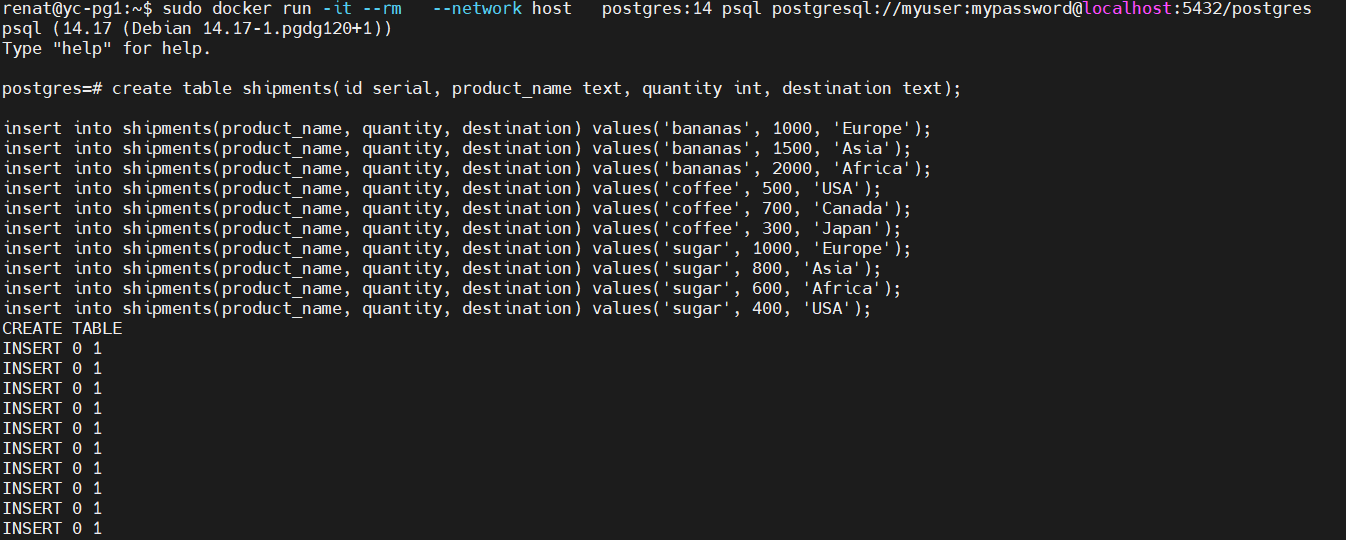 renat@yc-pg1:~$ sudo docker run -it --rm   --network host   postgres:14 psql postgresql://myuser:mypassword@localhost:5432/postgres
psql (14.17 (Debian 14.17-1.pgdg120+1))
Type "help" for help.
postgres=# create table shipments(id serial, product_name text, quantity int, destination text);
insert into shipments(product_name, quantity, destination) values('bananas', 1000, 'Europe');
insert into shipments(product_name, quantity, destination) values('bananas', 1500, 'Asia');
insert into shipments(product_name, quantity, destination) values('bananas', 2000, 'Africa');
insert into shipments(product_name, quantity, destination) values('coffee', 500, 'USA');
insert into shipments(product_name, quantity, destination) values('coffee', 700, 'Canada');
insert into shipments(product_name, quantity, destination) values('coffee', 300, 'Japan');
insert into shipments(product_name, quantity, destination) values('sugar', 1000, 'Europe');
insert into shipments(product_name, quantity, destination) values('sugar', 800, 'Asia');
insert into shipments(product_name, quantity, destination) values('sugar', 600, 'Africa');
insert into shipments(product_name, quantity, destination) values('sugar', 400, 'USA');
CREATE TABLE
INSERT 0 1
INSERT 0 1
INSERT 0 1
INSERT 0 1
INSERT 0 1
INSERT 0 1
INSERT 0 1
INSERT 0 1
INSERT 0 1
INSERT 0 1